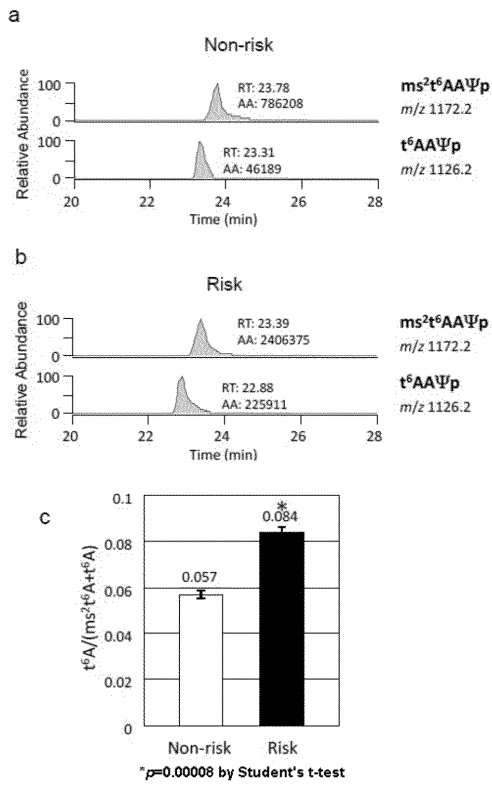 a
Non-risk
Relative Abundance
100
0
RT: 23.78
AA: 786208
ms²t⁶AAΨp
m/z 1172.2
100
0
RT: 23.31
AA: 46189
t⁶AAΨp
m/z 1126.2
20 22 24 26 28
Time (min)
b
Risk
Relative Abundance
100
0
RT: 23.39
AA: 2406375
ms²t⁶AAΨp
m/z 1172.2
100
0
RT: 22.88
AA: 225911
t⁶AAΨp
m/z 1126.2
20 22 24 26 28
Time (min)
c
t⁶A/(ms²t⁶A+t⁶A)
0.1
0.08
0.06
0.04
0.02
0
0.057
*
0.084
Non-risk Risk
*p=0.00008 by Student's t-test